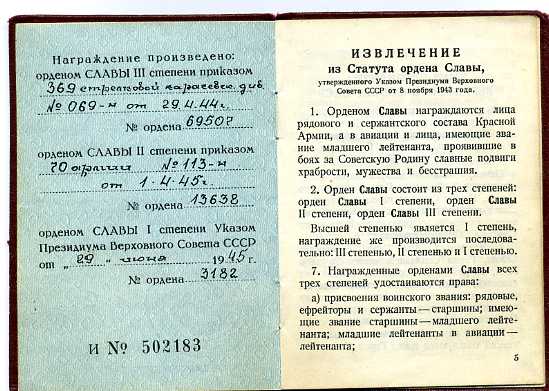 Награждение произведено:
орденом СЛАВЫ III степени приказом
369 стрелковой карачевск. див.
№ 069-н от 29.4.44г.
№ ордена 69507
орденом СЛАВЫ II степени приказом
70 армии № 113-н
от 1.4.45г.
№ ордена 13638
орденом СЛАВЫ I степени Указом
Президиума Верховного Совета СССР
от „29 „ июня 1945г.
№ ордена 3182
И № 502183
ИЗВЛЕЧЕНИЕ
из Статута ордена Славы,
утвержденного Указом Президиума Верховного
Совета СССР от 8 ноября 1943 года.
1. Орденом Славы награждаются лица
рядового и сержантского состава Красной
Армии, а в авиации и лица, имеющие зва-
ние младшего лейтенанта, проявившие в
боях за Советскую Родину славные подвиги
храбрости, мужества и бесстрашия.
2. Орден Славы состоит из трех степеней:
орден Славы I степени, орден Славы
II степени, орден Славы III степени.
Высшей степенью является I степень,
награждение же производится последова-
тельно: III степенью, II степенью и I степенью.
7. Награжденные орденами Славы всех
трех степеней удостаиваются права:
а) присвоения воинского звания: рядовые,
ефрейторы и сержанты—старшины; имею-
щие звание старшины—младшего лейте-
нанта; младшие лейтенанты в авиации—
лейтенанта;
5